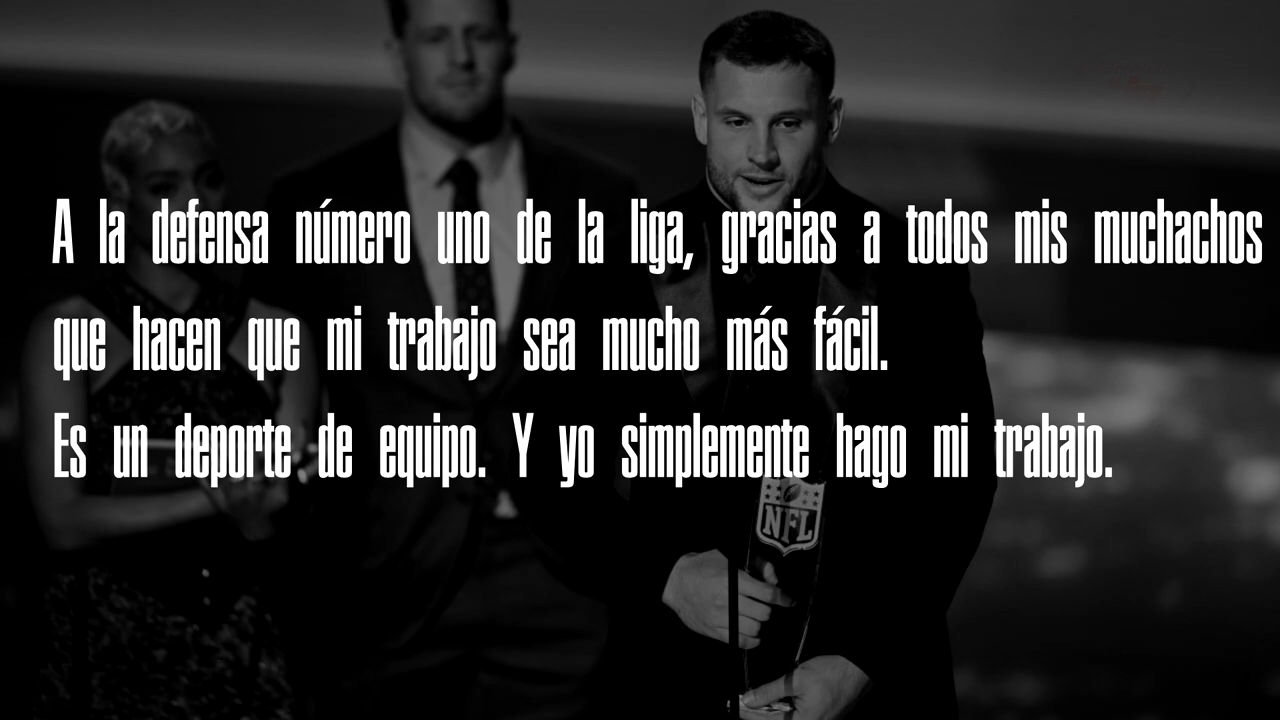 A la defensa número uno de la liga, gracias a todos mis muchachos
que hacen que mi trabajo sea mucho más fácil.
Es un deporte de equipo. Y yo simplemente hago mi trabajo.
NFL